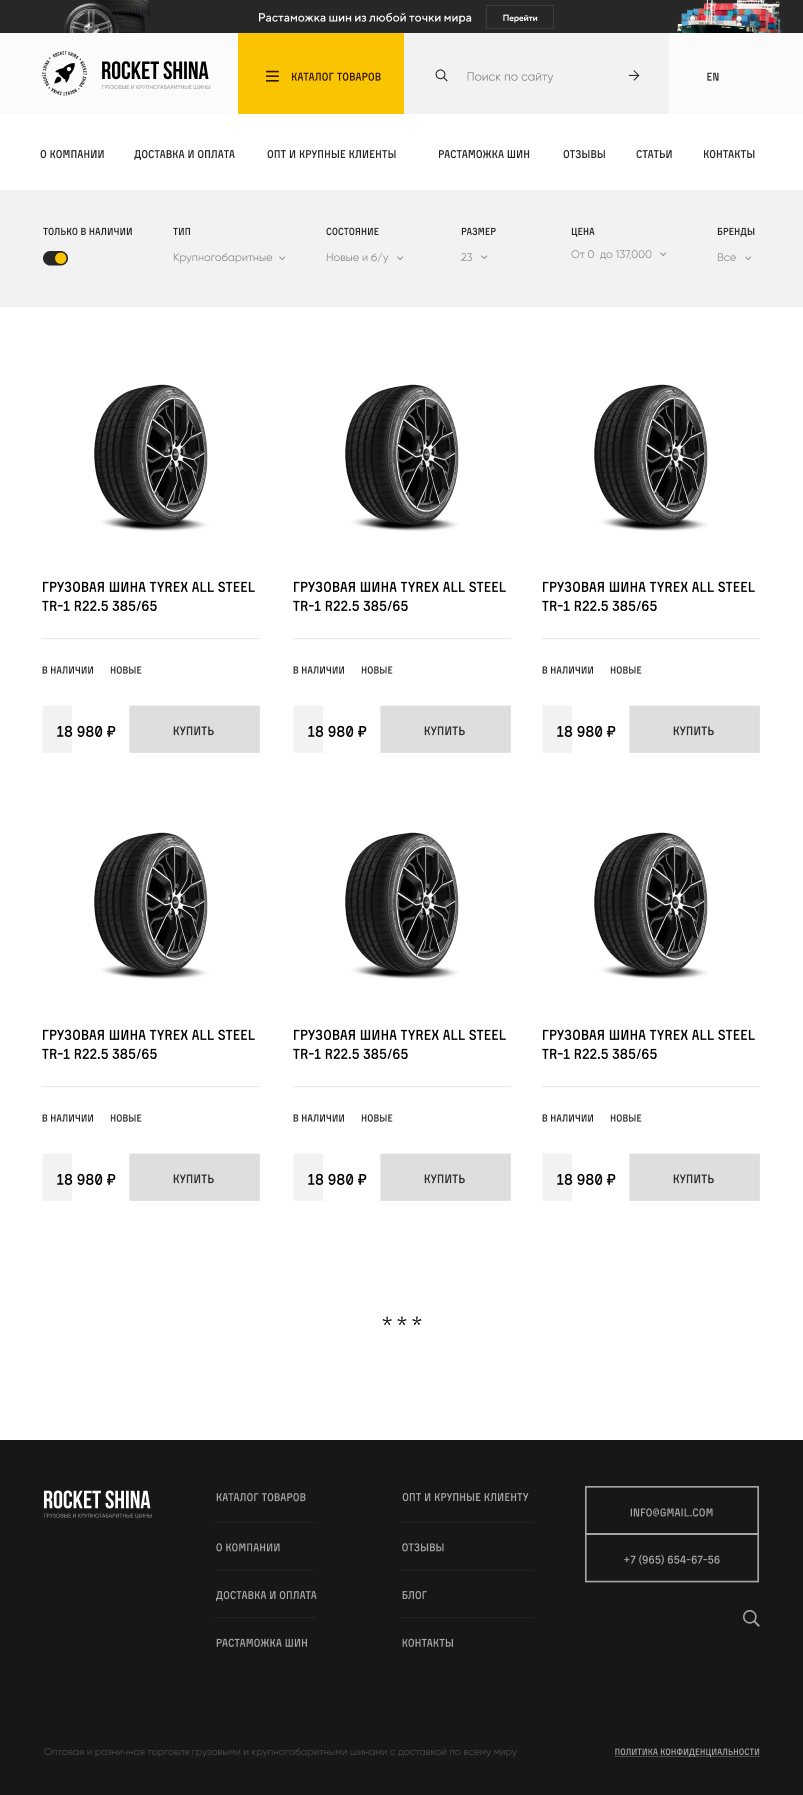 Растаможка шин из любой точки мира
Перейти
ROCKET SHINA
ГРУЗОВЫЕ И КРУПНОГАБАРИТНЫЕ ШИНЫ
КАТАЛОГ ТОВАРОВ
Поиск по сайту
EN
О КОМПАНИИ ДОСТАВКА И ОПЛАТА ОПТ И КРУПНЫЕ КЛИЕНТЫ РАСТАМОЖКА ШИН ОТЗЫВЫ СТАТЬИ КОНТАКТЫ
ТОЛЬКО В НАЛИЧИИ ТИП СОСТОЯНИЕ РАЗМЕР ЦЕНА БРЕНДЫ
Крупногабаритные Новые и б/у 23 От 0 до 137,000 Все
ГРУЗОВАЯ ШИНА TYREX ALL STEEL
TR-1 R22.5 385/65
ГРУЗОВАЯ ШИНА TYREX ALL STEEL
TR-1 R22.5 385/65
ГРУЗОВАЯ ШИНА TYREX ALL STEEL
TR-1 R22.5 385/65
В НАЛИЧИИ НОВЫЕ
В НАЛИЧИИ НОВЫЕ
В НАЛИЧИИ НОВЫЕ
18 980 ₽ КУПИТЬ
18 980 ₽ КУПИТЬ
18 980 ₽ КУПИТЬ
ГРУЗОВАЯ ШИНА TYREX ALL STEEL
TR-1 R22.5 385/65
ГРУЗОВАЯ ШИНА TYREX ALL STEEL
TR-1 R22.5 385/65
ГРУЗОВАЯ ШИНА TYREX ALL STEEL
TR-1 R22.5 385/65
В НАЛИЧИИ НОВЫЕ
В НАЛИЧИИ НОВЫЕ
В НАЛИЧИИ НОВЫЕ
18 980 ₽ КУПИТЬ
18 980 ₽ КУПИТЬ
18 980 ₽ КУПИТЬ
* * *
ROCKET SHINA
ГРУЗОВЫЕ И КРУПНОГАБАРИТНЫЕ ШИНЫ
КАТАЛОГ ТОВАРОВ
О КОМПАНИИ
ДОСТАВКА И ОПЛАТА
РАСТАМОЖКА ШИН
ОПТ И КРУПНЫЕ КЛИЕНТУ
ОТЗЫВЫ
БЛОГ
КОНТАКТЫ
INFO@GMAIL.COM
+7 (965) 654-67-56
Оптовая и розничная торговля грузовыми и крупногабаритными шинами с доставкой по всему миру
ПОЛИТИКА КОНФИДЕНЦИАЛЬНОСТИ